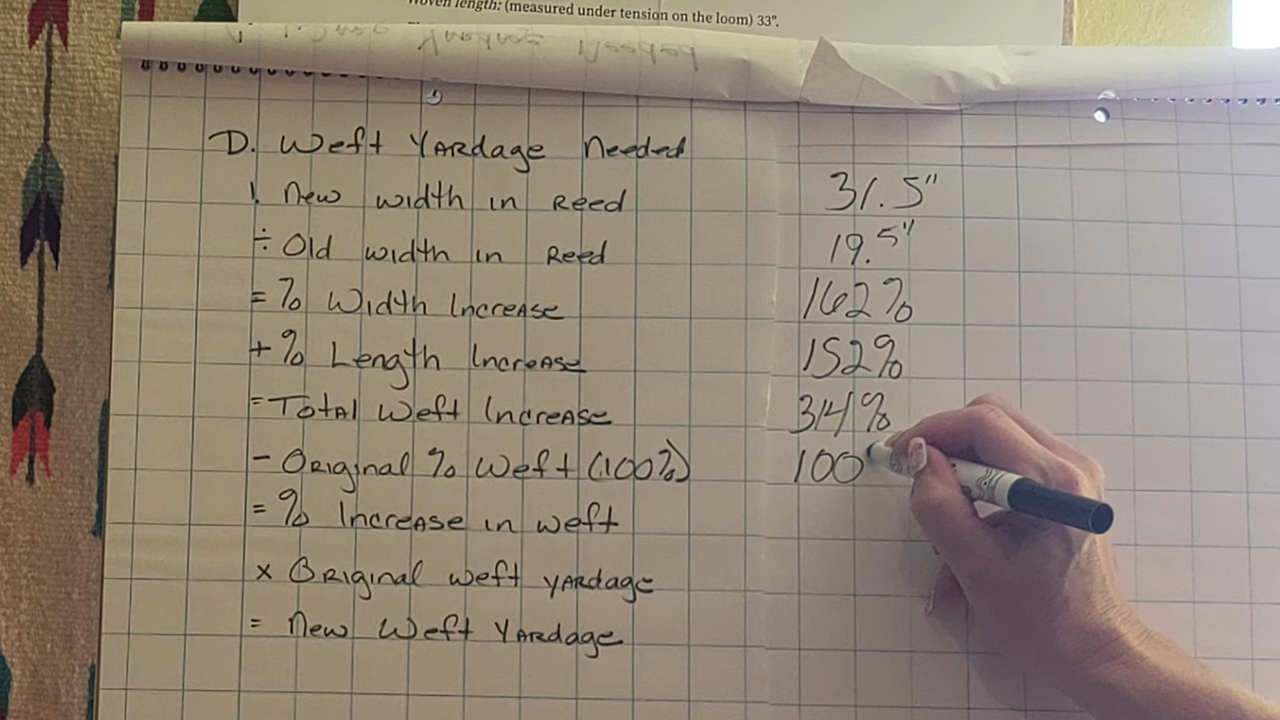 Woven length: (measured under tension on the loom) 33".
D. Weft Yardage Needed
1 New width in Reed 31.5"
÷ Old width in Reed 19.5"
= % Width Increase 162%
+ % Length Increase 152%
= Total Weft Increase 314%
- Original % Weft (100%) 100
= % Increase in weft
x Original weft yardage
= New Weft Yardage